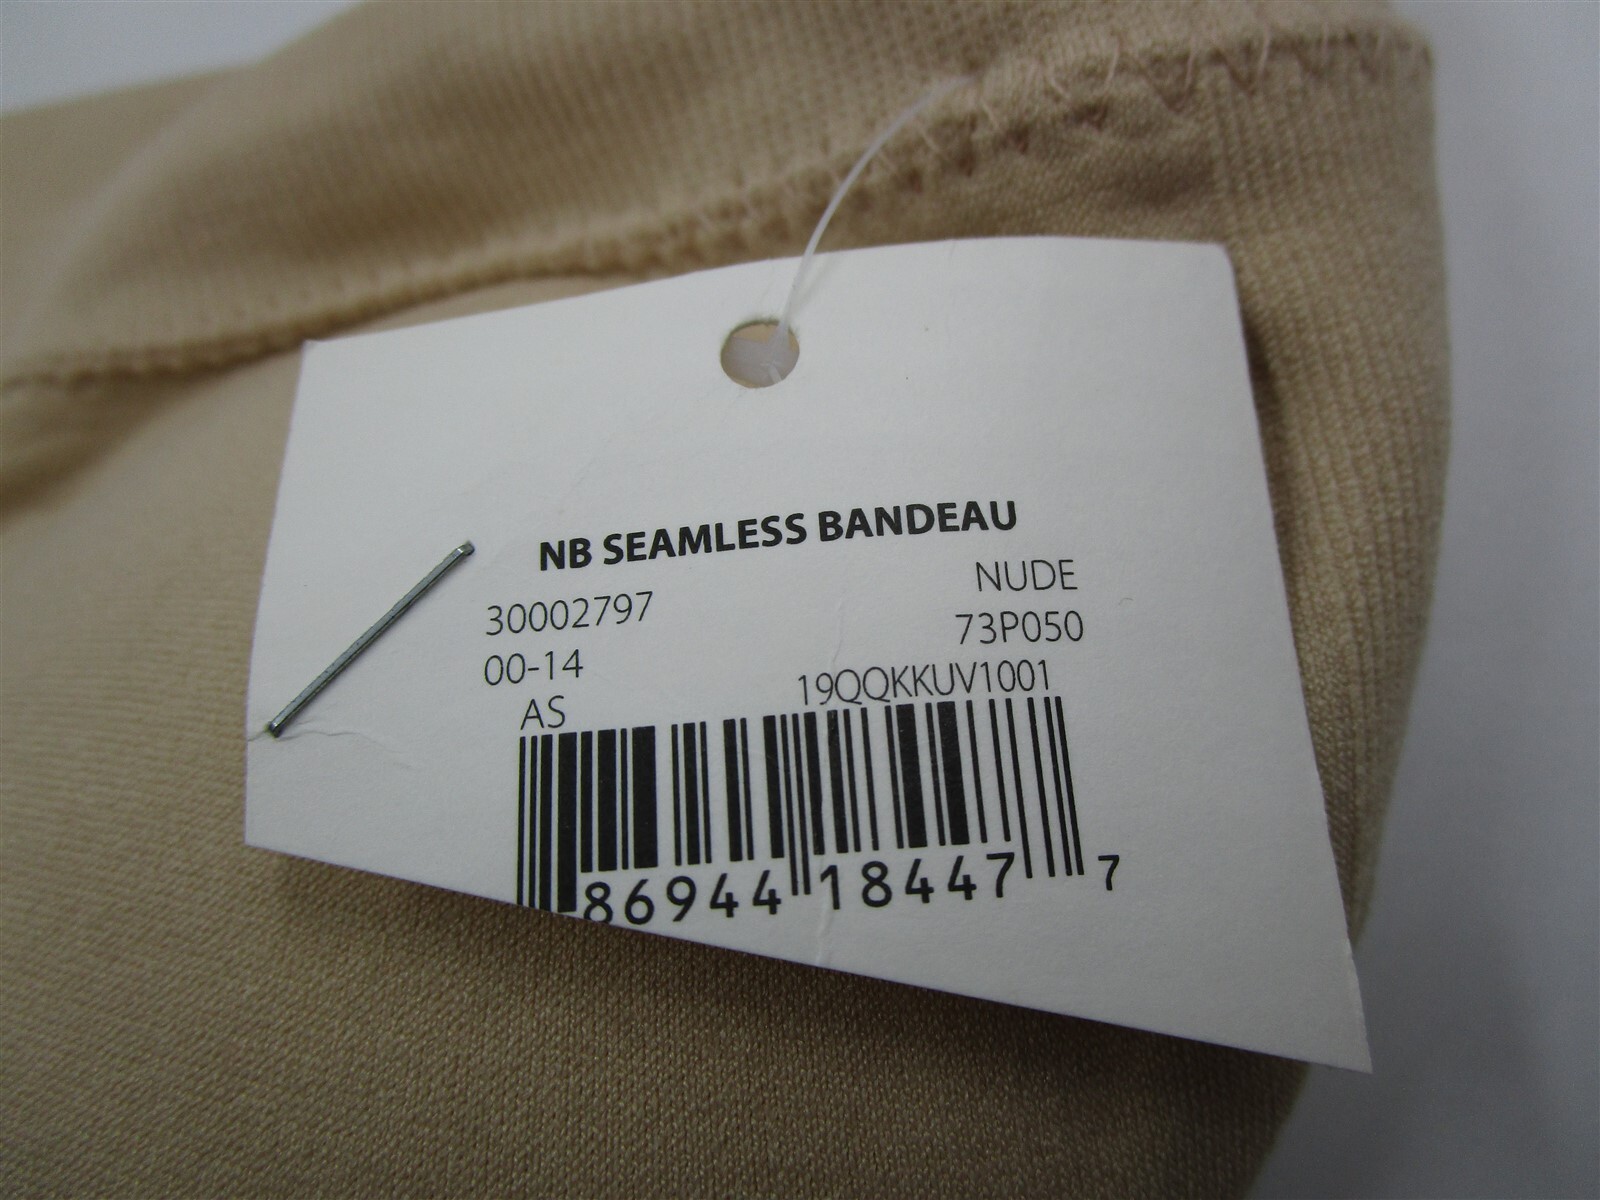 NB SEAMLESS BANDEAU
30002797 NUDE
00-14 73P050
AS 19QQKKUV1001
86944 18447 7